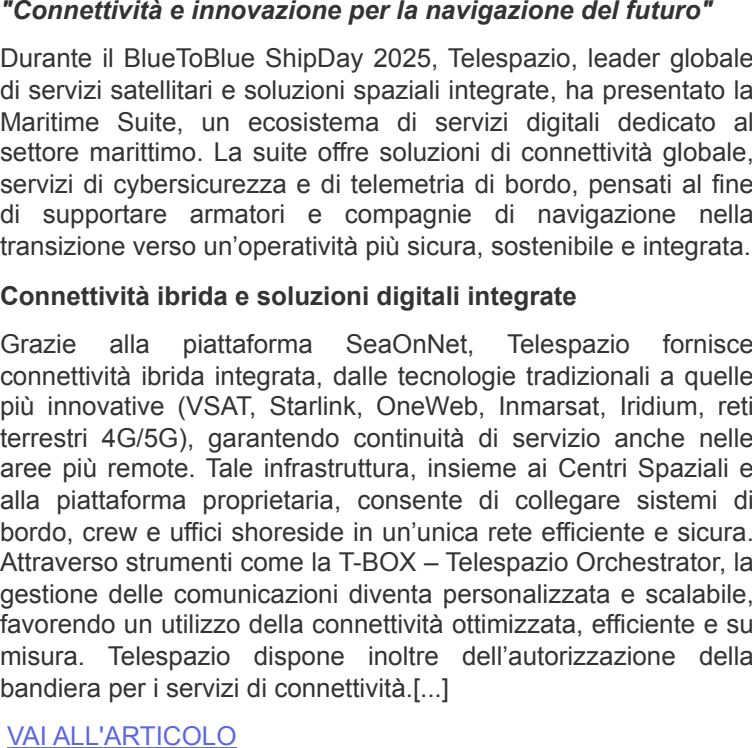 "Connettività e innovazione per la navigazione del futuro"
Durante il BlueToBlue ShipDay 2025, Telespazio, leader globale
di servizi satellitari e soluzioni spaziali integrate, ha presentato la
Maritime Suite, un ecosistema di servizi digitali dedicato al
settore marittimo. La suite offre soluzioni di connettività globale,
servizi di cybersicurezza e di telemetria di bordo, pensati al fine
di supportare armatori e compagnie di navigazione nella
transizione verso un’operatività più sicura, sostenibile e integrata.
Connettività ibrida e soluzioni digitali integrate
Grazie alla piattaforma SeaOnNet, Telespazio fornisce
connettività ibrida integrata, dalle tecnologie tradizionali a quelle
più innovative (VSAT, Starlink, OneWeb, Inmarsat, Iridium, reti
terrestri 4G/5G), garantendo continuità di servizio anche nelle
aree più remote. Tale infrastruttura, insieme ai Centri Spaziali e
alla piattaforma proprietaria, consente di collegare sistemi di
bordo, crew e uffici shoreside in un’unica rete efficiente e sicura.
Attraverso strumenti come la T-BOX – Telespazio Orchestrator, la
gestione delle comunicazioni diventa personalizzata e scalabile,
favorendo un utilizzo della connettività ottimizzata, efficiente e su
misura. Telespazio dispone inoltre dell’autorizzazione della
bandiera per i servizi di connettività.[...]
VAI ALL'ARTICOLO